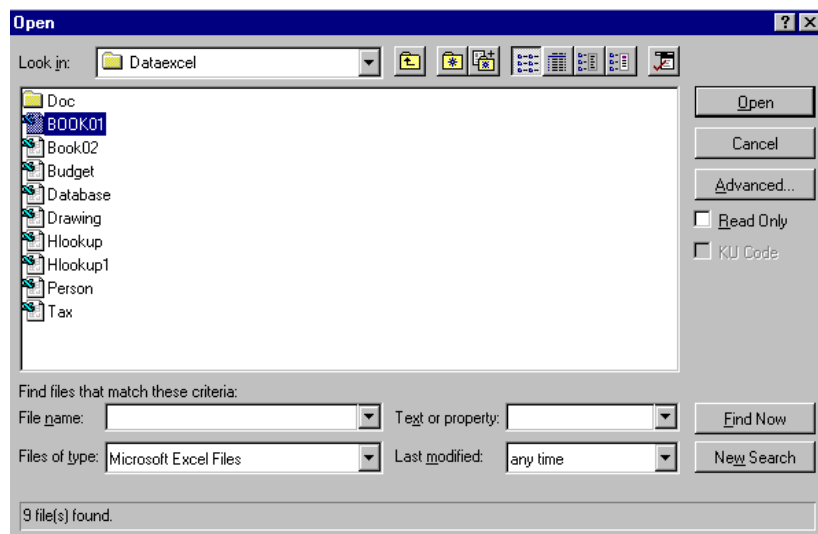 Open
Look in: Dataexcel
Doc
BOOK01
Book02
Budget
Database
Drawing
Hlookup
Hlookup1
Person
Tax
Open
Cancel
Advanced...
Read Only
KU Code
Find files that match these criteria:
File name: Text or property: Find Now
Files of type: Microsoft Excel Files Last modified: any time New Search
9 file(s) found.